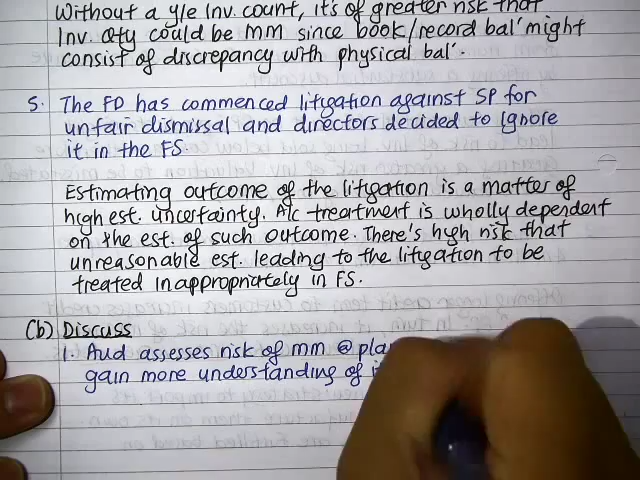 Without a y/e Inv. count, it's of greater risk that
Inv. Qty could be MM since book/record bal' might
consist of discrepancy with physical bal'.
5. The FD has commenced litigation against SP for
unfair dismissal and directors decided to Ignore
it in the FS.
Estimating outcome of the litigation is a matter of
high est. uncertainty. A/c treatment is wholly dependent
on the est. of such outcome. There's high risk that
unreasonable est. leading to the litigation to be
treated Inappropriately in FS.
(b) Discuss
1. Aud assesses risk of mm @
gain more understanding of